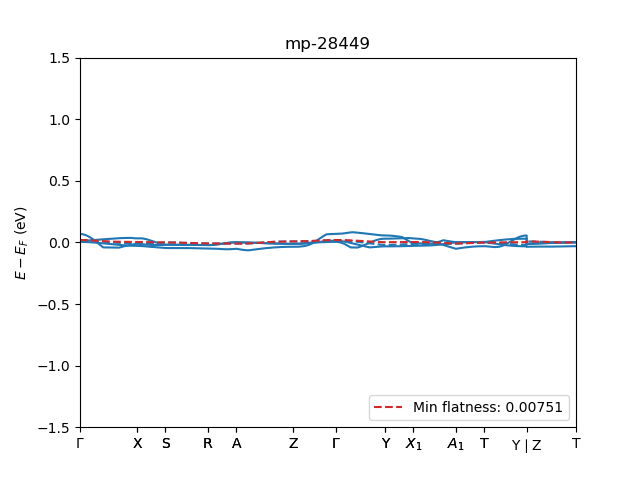 mp-28449
1.5
1.0
0.5
0.0
−0.5
−1.0
−1.5
E − E_F (eV)
Min flatness: 0.00751
Γ X S R A Z Γ Y X₁ A₁ T Y | Z T